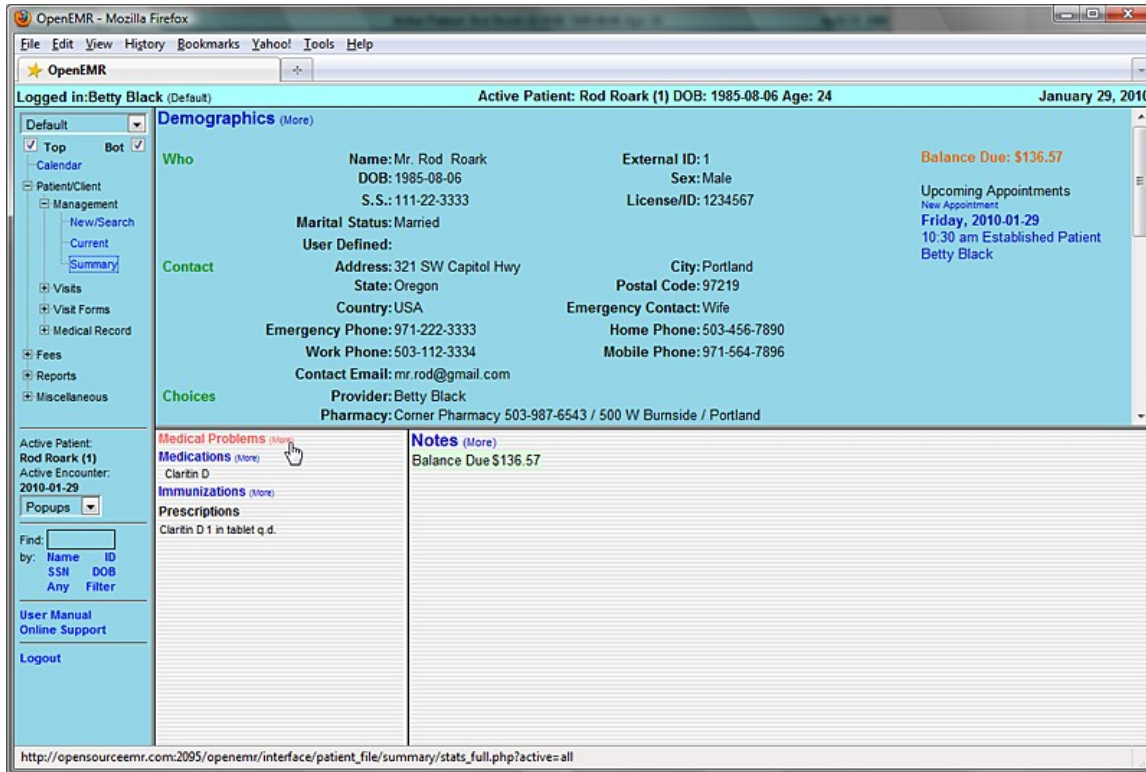 OpenEMR - Mozilla Firefox
File Edit View History Bookmarks Yahoo! Tools Help
OpenEMR
Logged in:Betty Black (Default) Active Patient: Rod Roark (1) DOB: 1985-08-06 Age: 24 January 29, 2010
Default
Top Bot
Calendar
Patient/Client
Management
New/Search
Current
Summary
Visits
Visit Forms
Medical Record
Fees
Reports
Miscellaneous
Active Patient:
Rod Roark (1)
Active Encounter:
2010-01-29
Popups
Find:
by: Name ID
SSN DOB
Any Filter
User Manual
Online Support
Logout
Demographics (More)
Who Name: Mr. Rod Roark External ID: 1
DOB: 1985-08-06 Sex: Male
S.S.: 111-22-3333 License/ID: 1234567
Marital Status: Married
User Defined:
Contact Address: 321 SW Capitol Hwy City: Portland
State: Oregon Postal Code: 97219
Country: USA Emergency Contact: Wife
Emergency Phone: 971-222-3333 Home Phone: 503-456-7890
Work Phone: 503-112-3334 Mobile Phone: 971-564-7896
Contact Email: mr.rod@gmail.com
Choices Provider: Betty Black
Pharmacy: Corner Pharmacy 503-987-6543 / 500 W Burnside / Portland
Balance Due: $136.57
Upcoming Appointments
New Appointment
Friday, 2010-01-29
10:30 am Established Patient
Betty Black
Medical Problems (More)
Medications (More)
Claritin D
Immunizations (More)
Prescriptions
Claritin D 1 in tablet q.d.
Notes (More)
Balance Due $136.57
http://opensourceemr.com:2095/openemr/interface/patient_file/summary/stats_full.php?active=all